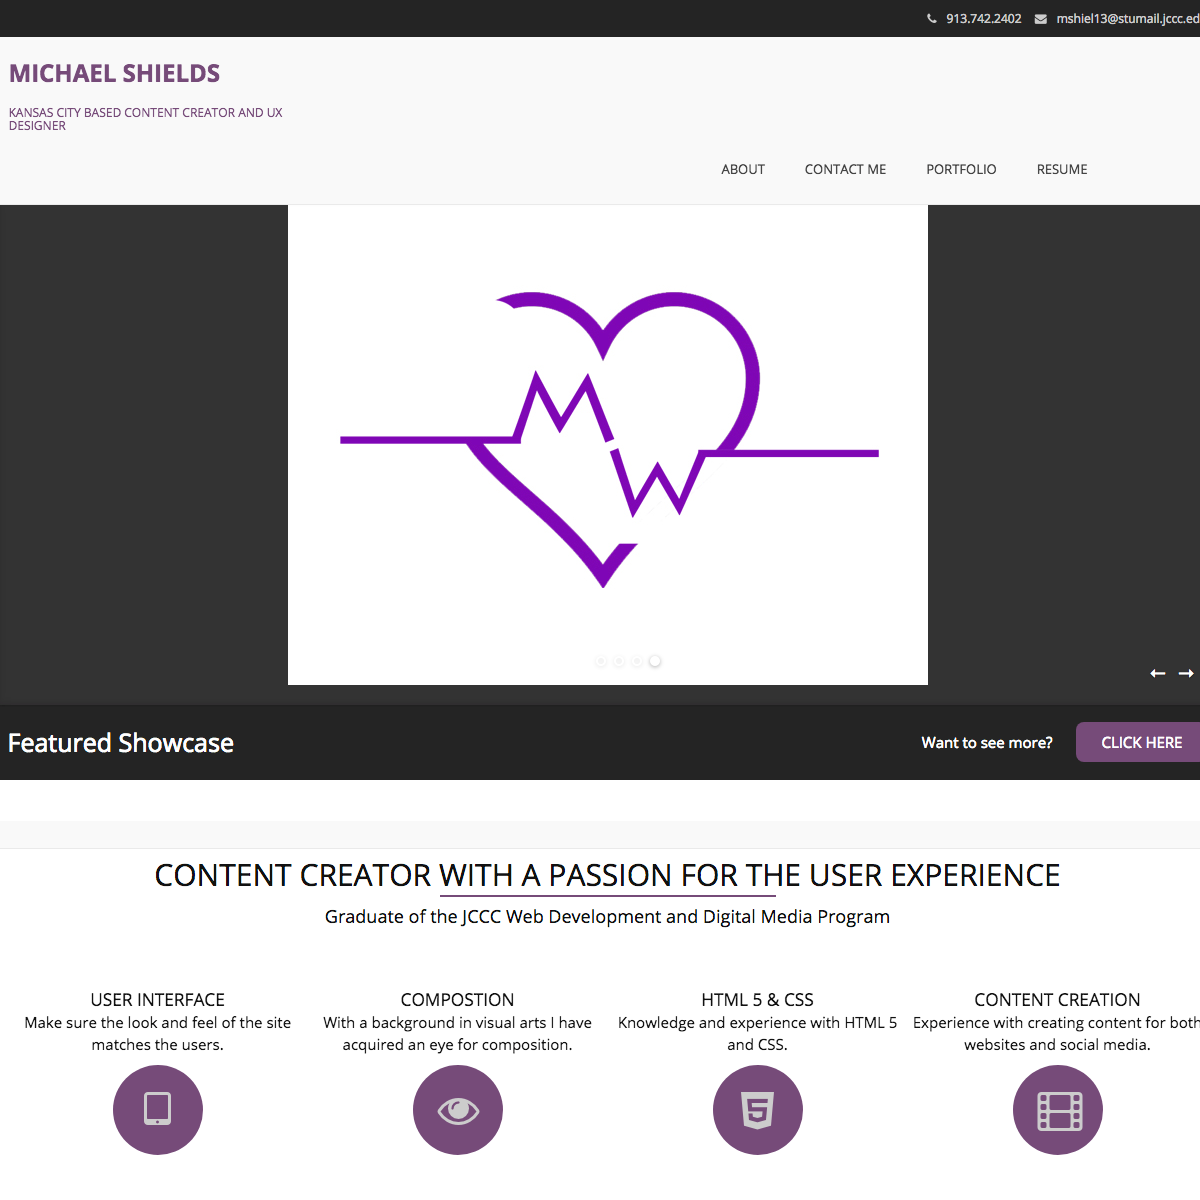 913.742.2402 mshiel13@stumail.jccc.ed
MICHAEL SHIELDS
KANSAS CITY BASED CONTENT CREATOR AND UX
DESIGNER
ABOUT CONTACT ME PORTFOLIO RESUME
M
W
Featured Showcase Want to see more? CLICK HERE
CONTENT CREATOR WITH A PASSION FOR THE USER EXPERIENCE
Graduate of the JCCC Web Development and Digital Media Program
USER INTERFACE
Make sure the look and feel of the site
matches the users.
COMPOSTION
With a background in visual arts I have
acquired an eye for composition.
HTML 5 & CSS
Knowledge and experience with HTML 5
and CSS.
CONTENT CREATION
Experience with creating content for both
websites and social media.